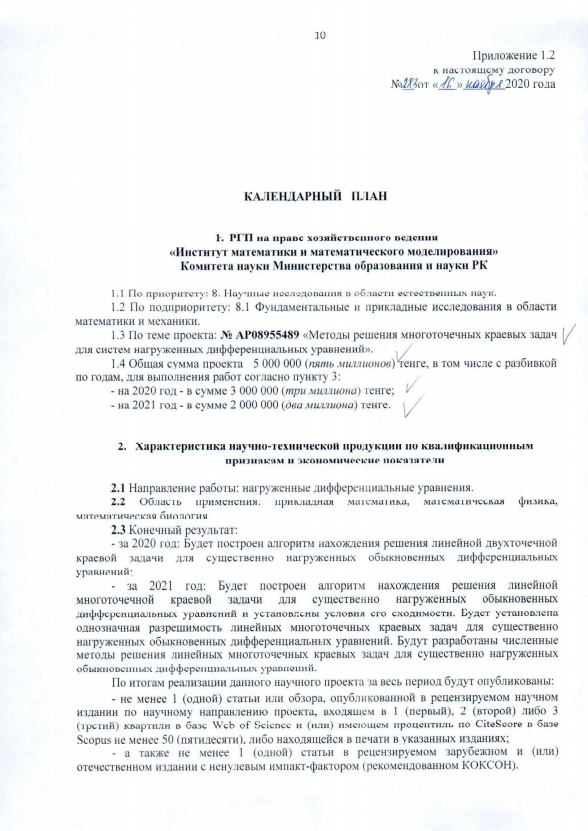 10
Приложение 1.2
к настоящему договору
№283от « 16 » ноября 2020 года
КАЛЕНДАРНЫЙ ПЛАН
1. РГП на праве хозяйственного ведения
«Институт математики и математического моделирования»
Комитета науки Министерства образования и науки РК
1.1 По приоритету: 8. Научные исследования в области естественных наук.
1.2 По подприоритету: 8.1 Фундаментальные и прикладные исследования в области
математики и механики.
1.3 По теме проекта: № АР08955489 «Методы решения многоточечных краевых задач
для систем нагруженных дифференциальных уравнений».
1.4 Общая сумма проекта 5 000 000 (пять миллионов) тенге, в том числе с разбивкой
по годам, для выполнения работ согласно пункту 3:
- на 2020 год - в сумме 3 000 000 (три миллиона) тенге;
- на 2021 год - в сумме 2 000 000 (два миллиона) тенге.
2. Характеристика научно-технической продукции по квалификационным
признакам и экономические показатели
2.1 Направление работы: нагруженные дифференциальные уравнения.
2.2 Область применения: прикладная математика, математическая физика,
математическая биология
2.3 Конечный результат:
- за 2020 год: Будет построен алгоритм нахождения решения линейной двухточечной
краевой задачи для существенно нагруженных обыкновенных дифференциальных
уравнений;
- за 2021 год: Будет построен алгоритм нахождения решения линейной
многоточечной краевой задачи для существенно нагруженных обыкновенных
дифференциальных уравнений и установлены условия его сходимости. Будет установлена
однозначная разрешимость линейных многоточечных краевых задач для существенно
нагруженных обыкновенных дифференциальных уравнений. Будут разработаны численные
методы решения линейных многоточечных краевых задач для существенно нагруженных
обыкновенных дифференциальных уравнений.
По итогам реализации данного научного проекта за весь период будут опубликованы:
- не менее 1 (одной) статьи или обзора, опубликованной в рецензируемом научном
издании по научному направлению проекта, входящем в 1 (первый), 2 (второй) либо 3
(третий) квартили в базе Web of Science и (или) имеющем процентиль по CiteScore в базе
Scopus не менее 50 (пятидесяти), либо находящейся в печати в указанных изданиях;
- а также не менее 1 (одной) статьи в рецензируемом зарубежном и (или)
отечественном издании с ненулевым импакт-фактором (рекомендованном КОКСОН).